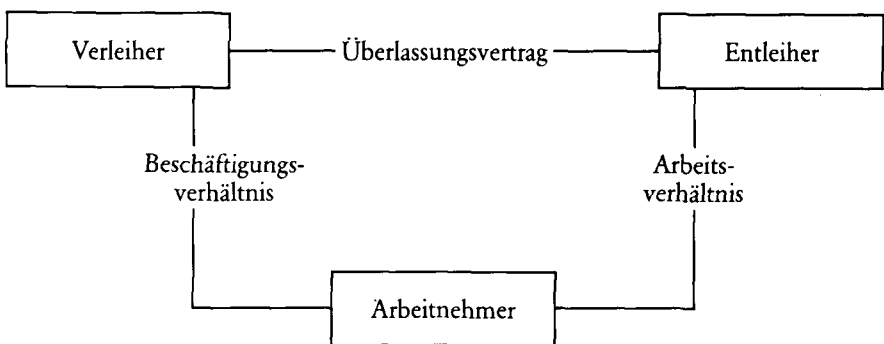 Verleiher
Überlassungsvertrag
Entleiher
Beschäftigungs-
verhältnis
Arbeits-
verhältnis
Arbeitnehmer